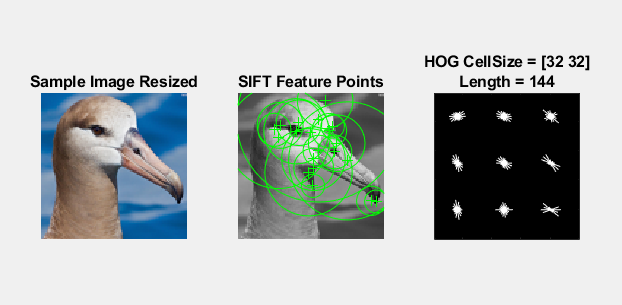 Sample Image Resized
SIFT Feature Points
HOG CellSize = [32 32]
Length = 144